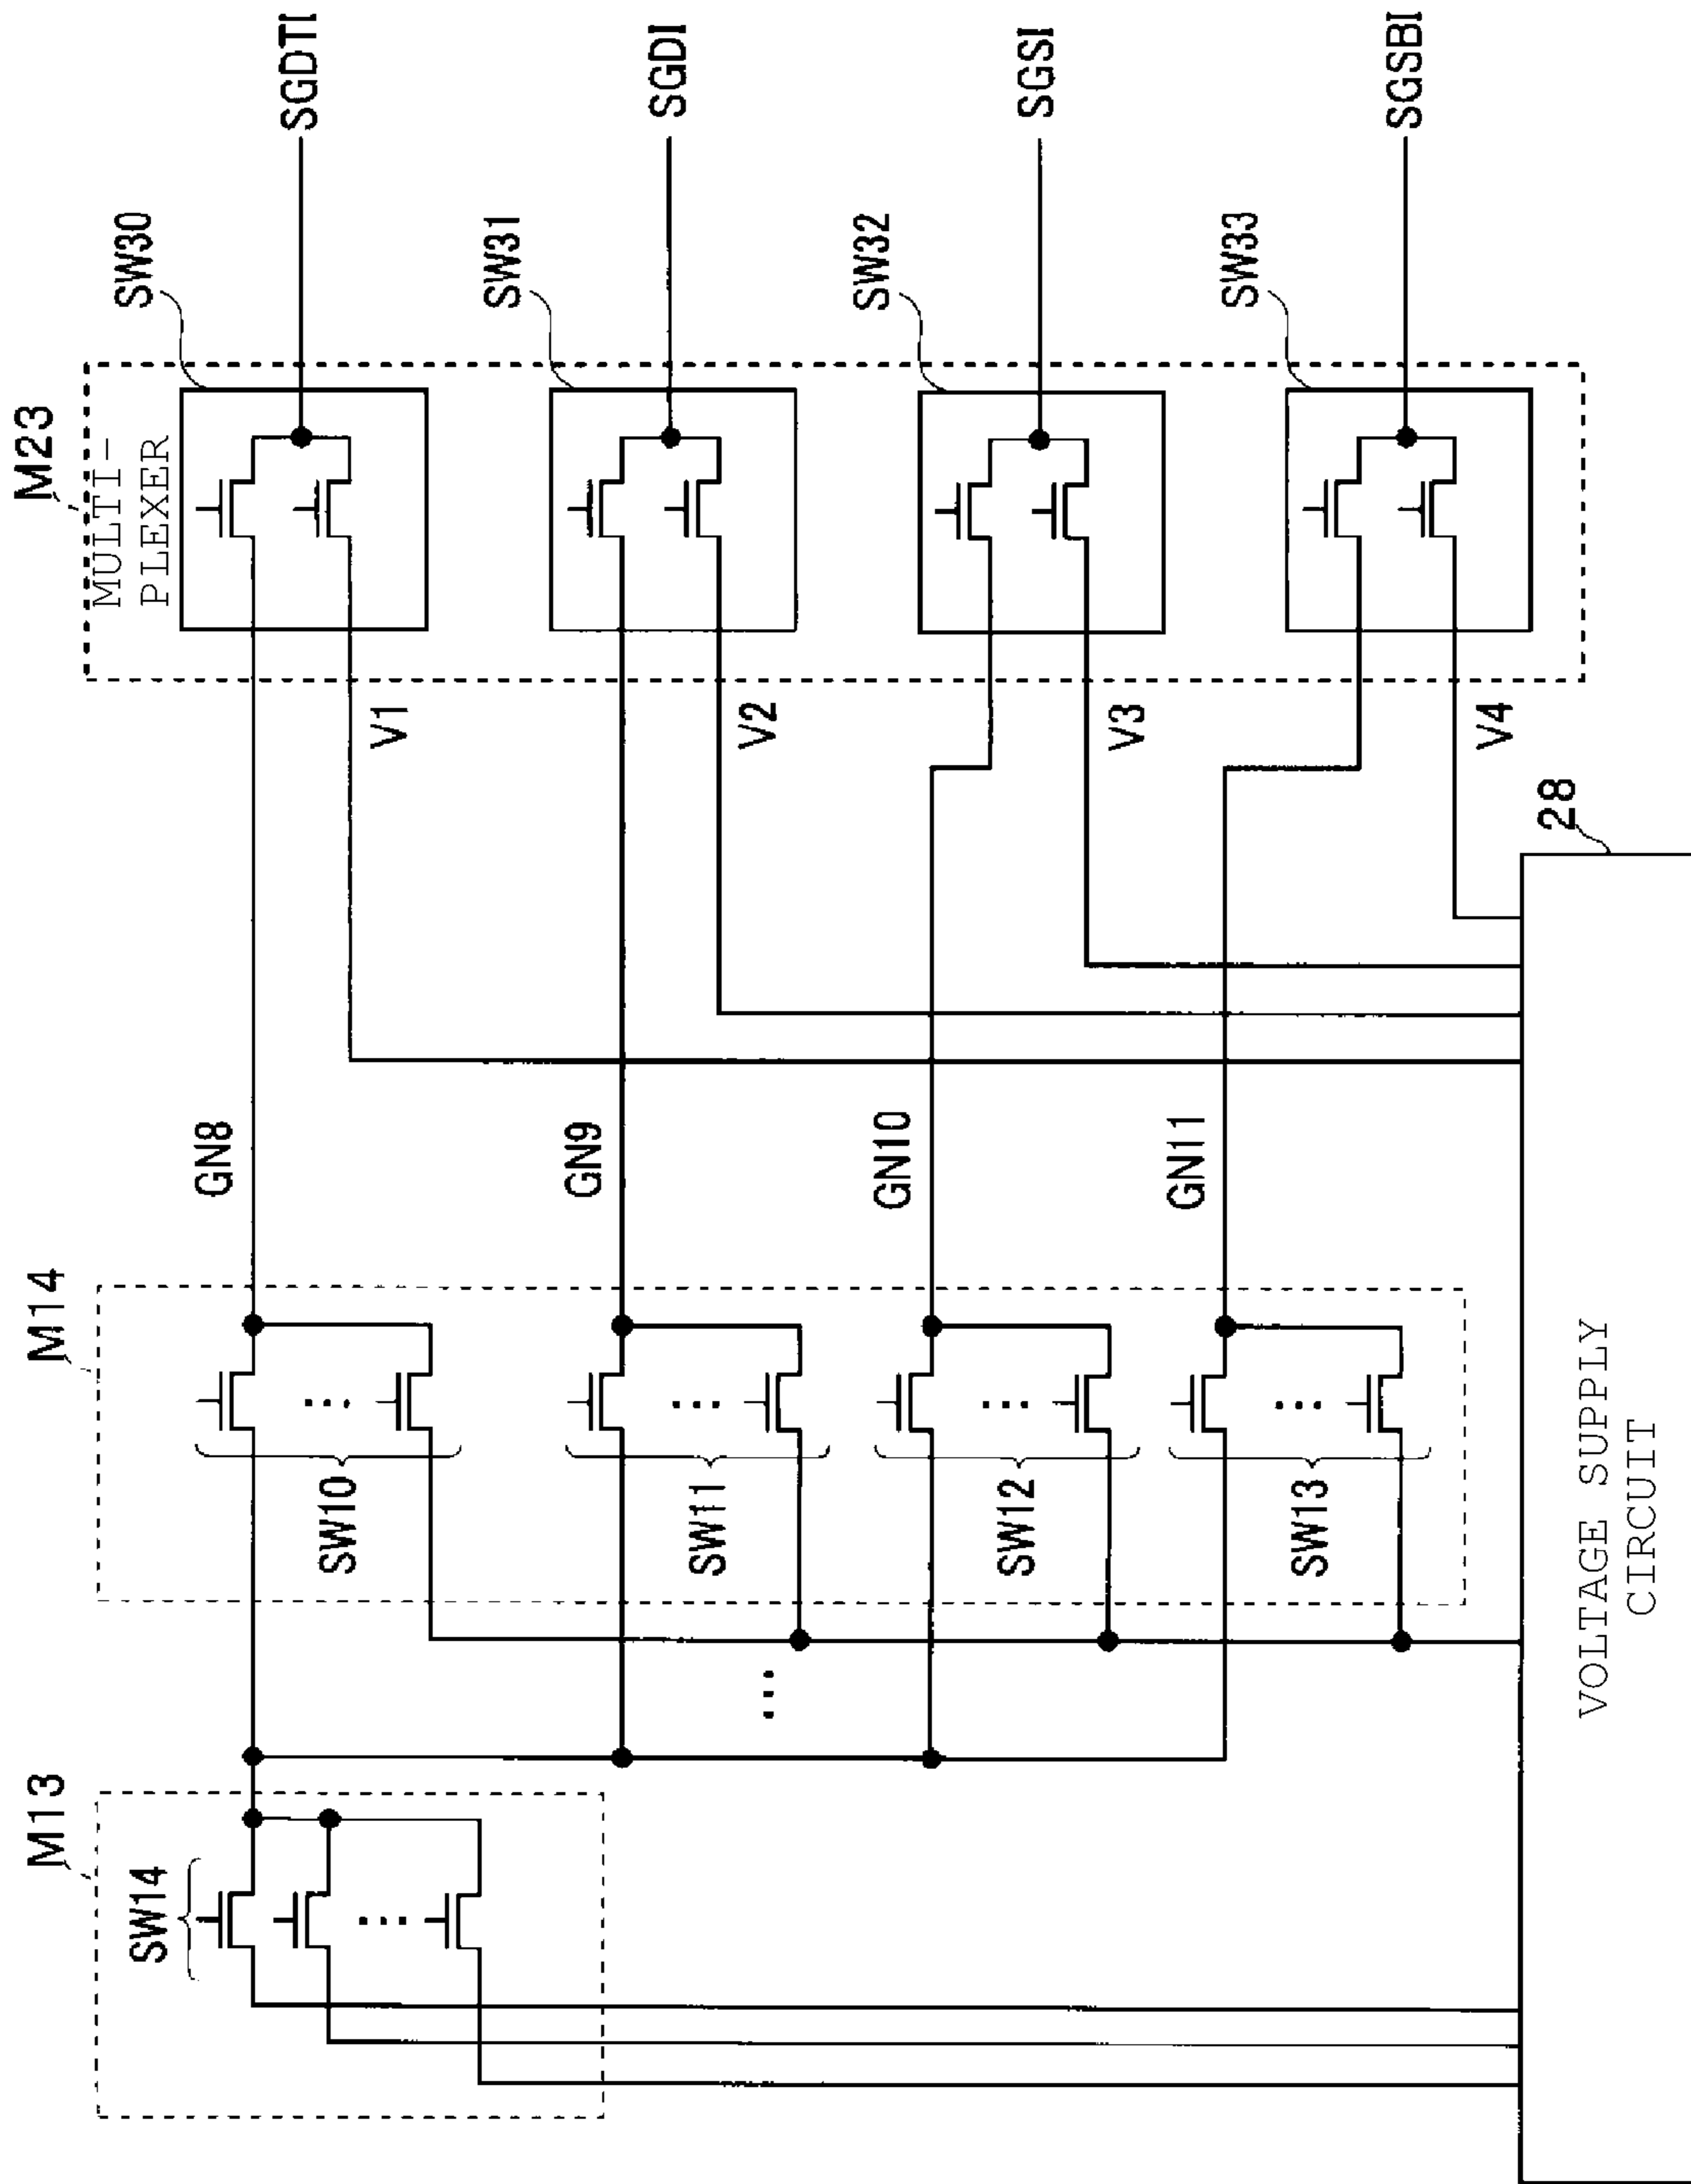 M13
SW14
M14
SW10
SW11
SW12
SW13
GN8
GN9
GN10
GN11
M23
MULTI-
PLEXER
SW30
SW31
SW32
SW33
V1
V2
V3
V4
SGDTI
SGDI
SGSI
SGSBI
28
VOLTAGE SUPPLY
CIRCUIT